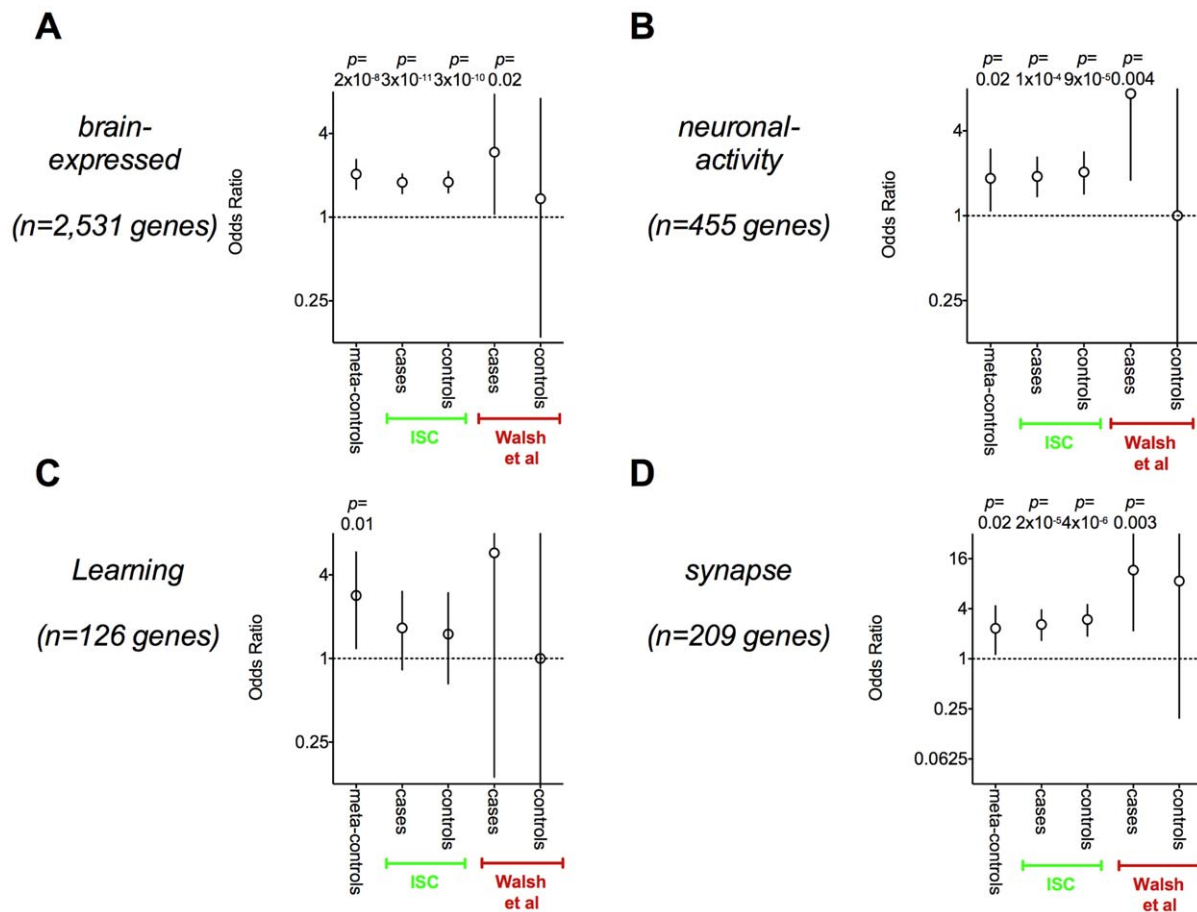 A
p= p= p= p=
2x10-8 3x10-11 3x10-10 0.02
brain-
expressed
(n=2,531 genes)
Odds Ratio
4
1
0.25
meta-controls
cases
controls
cases
controls
ISC
Walsh
et al
B
p= p= p= p=
0.02 1x10-4 9x10-5 0.004
neuronal-
activity
(n=455 genes)
Odds Ratio
4
1
0.25
meta-controls
cases
controls
cases
controls
ISC
Walsh
et al
C
p=
0.01
Learning
(n=126 genes)
Odds Ratio
4
1
0.25
meta-controls
cases
controls
cases
controls
ISC
Walsh
et al
D
p= p= p= p=
0.02 2x10-5 4x10-6 0.003
synapse
(n=209 genes)
Odds Ratio
16
4
1
0.25
0.0625
meta-controls
cases
controls
cases
controls
ISC
Walsh
et al